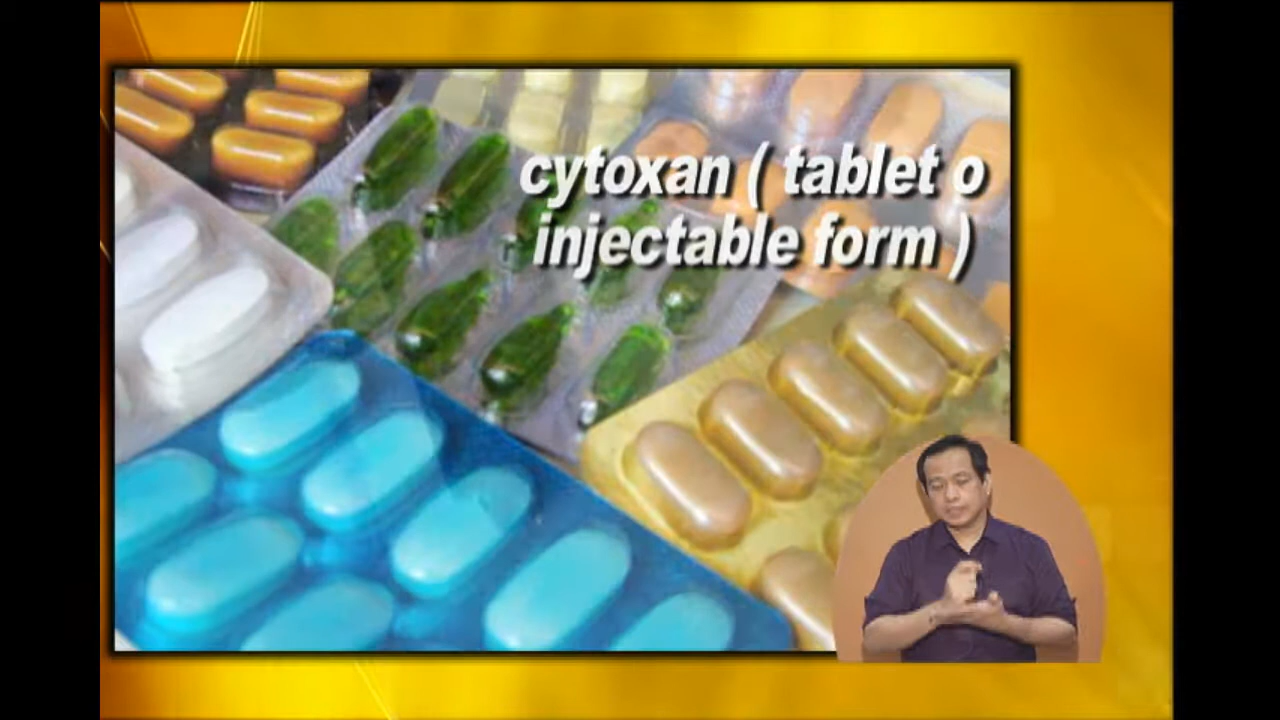 cytoxan ( tablet o
injectable form )